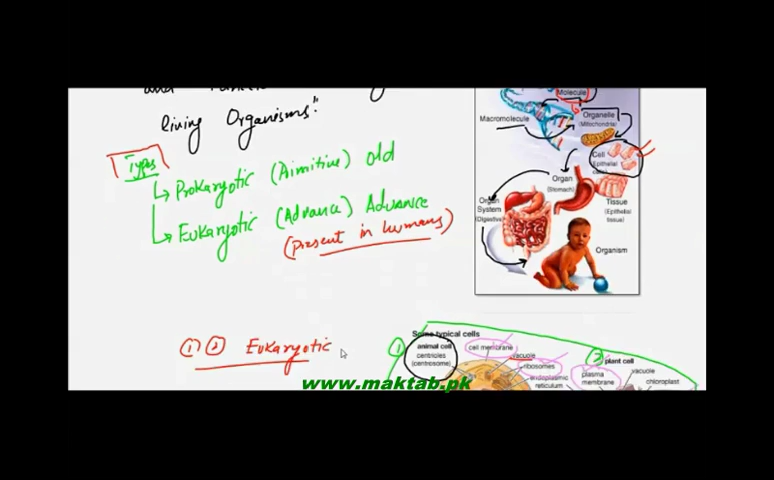 living Organisms"
Types
Prokaryotic (Aimitive) old
Eukaryotic (Advance) Advance
(Present in humans)
① ② Eukaryotic
Molecule
Macromolecule
Organelle
(Mitochondria)
Cell
(Epithelial
Organ
(Stomach)
Tissue
(Epithelial
tissue)
Organ
System
(Digestive)
Organism
Some typical cells
① animal cell
centricles
(centrosome)
cell membrane
vacuole
ribosomes
endoplasmic
reticulum
② plant cell
plasma
membrane
vacuole
chloroplast
www.maktab.pk